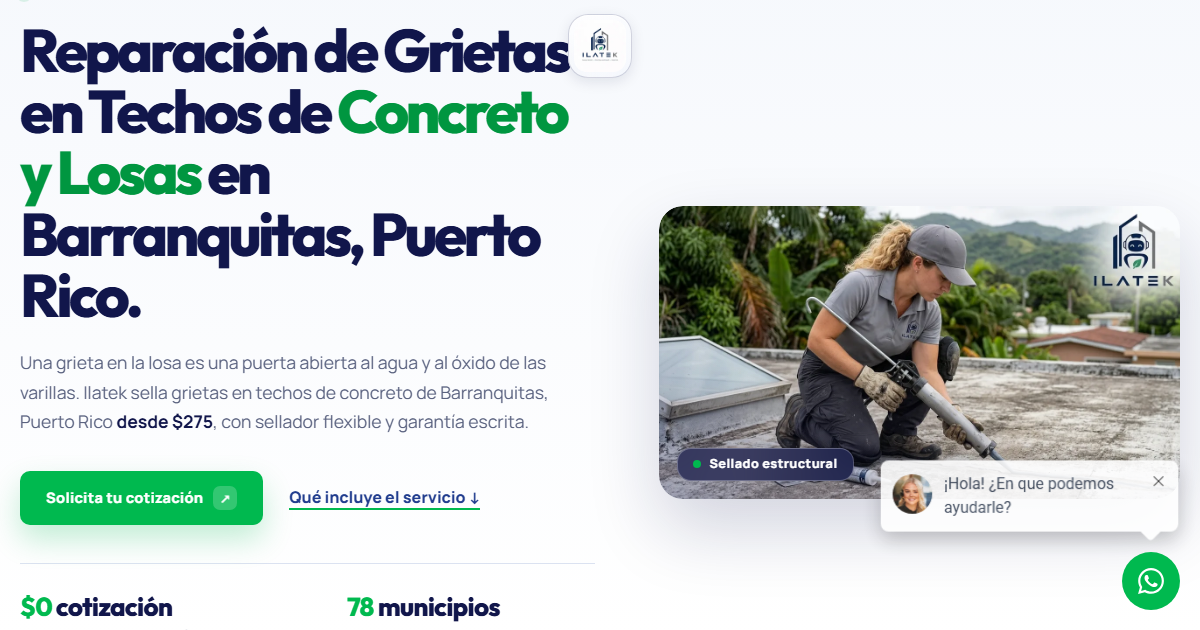 Reparación de Grietas
ILATEK
en Techos de Concreto
y Losas en
Barranquitas, Puerto
Rico.
Una grieta en la losa es una puerta abierta al agua y al óxido de las
varillas. Ilatek sella grietas en techos de concreto de Barranquitas,
Puerto Rico desde $275, con sellador flexible y garantía escrita.
Solicita tu cotización ↗
Qué incluye el servicio ↓
$0 cotización
78 municipios
ILATEK
Sellado estructural
¡Hola! ¿En que podemos
ayudarle?